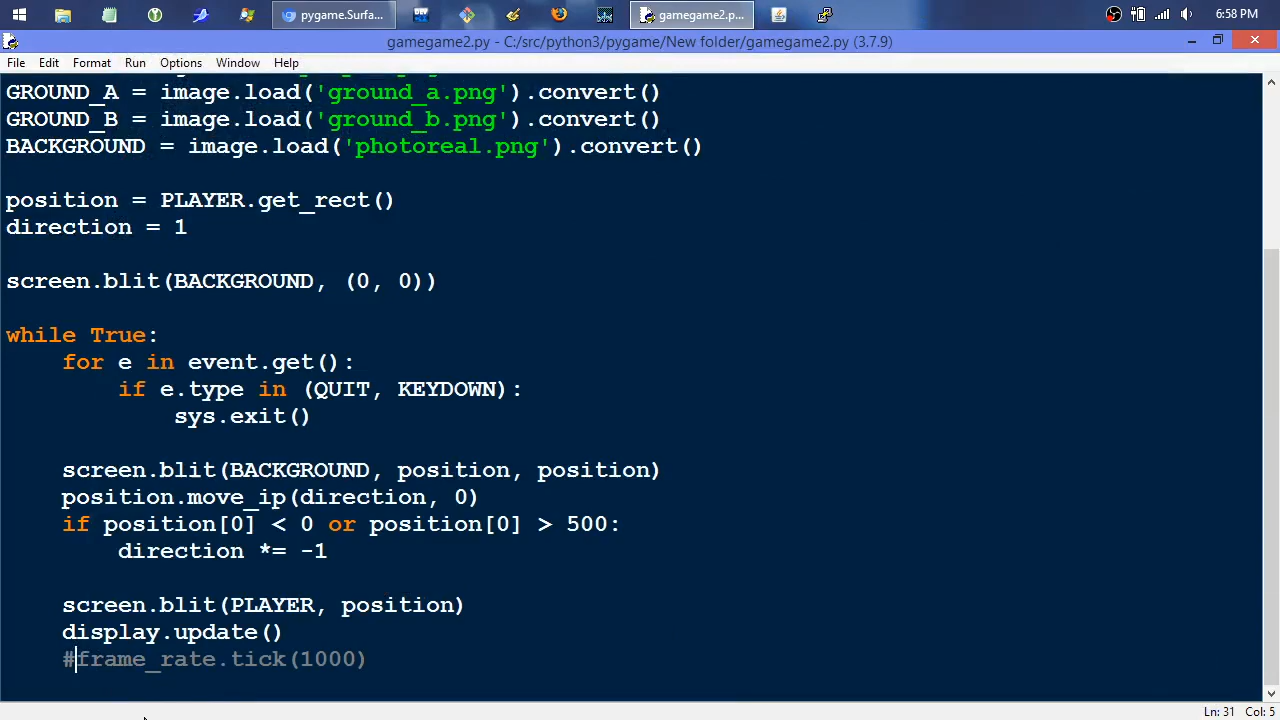 pygame.Surfa...
gamegame2.p...
6:58 PM
gamegame2.py - C:/src/python3/pygame/New folder/gamegame2.py (3.7.9)
File Edit Format Run Options Window Help
GROUND_A = image.load('ground_a.png').convert()
GROUND_B = image.load('ground_b.png').convert()
BACKGROUND = image.load('photoreal.png').convert()
position = PLAYER.get_rect()
direction = 1
screen.blit(BACKGROUND, (0, 0))
while True:
    for e in event.get():
        if e.type in (QUIT, KEYDOWN):
            sys.exit()
    screen.blit(BACKGROUND, position, position)
    position.move_ip(direction, 0)
    if position[0] < 0 or position[0] > 500:
        direction *= -1
    screen.blit(PLAYER, position)
    display.update()
    #frame_rate.tick(1000)
Ln: 31 Col: 5